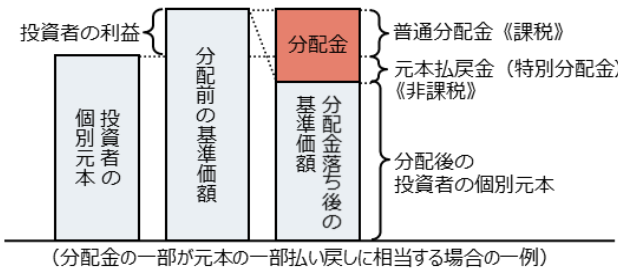 投資者の利益
投資者の
個別元本
分配前の基準価額
分配金
分配金落ち後の
基準価額
普通分配金《課税》
元本払戻金（特別分配金）
《非課税》
分配後の
投資者の個別元本
（分配金の一部が元本の一部払い戻しに相当する場合の一例）